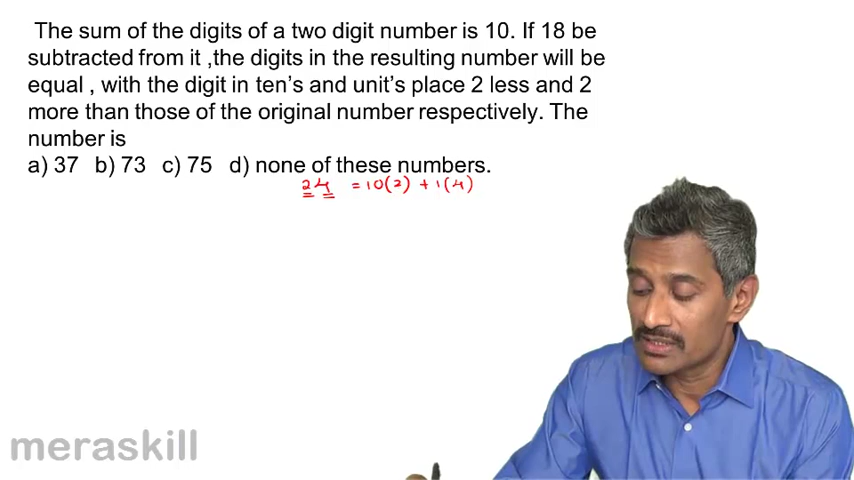 The sum of the digits of a two digit number is 10. If 18 be
subtracted from it ,the digits in the resulting number will be
equal , with the digit in ten's and unit's place 2 less and 2
more than those of the original number respectively. The
number is
a) 37 b) 73 c) 75 d) none of these numbers.
24 = 10(2) + 1(4)
meraskill